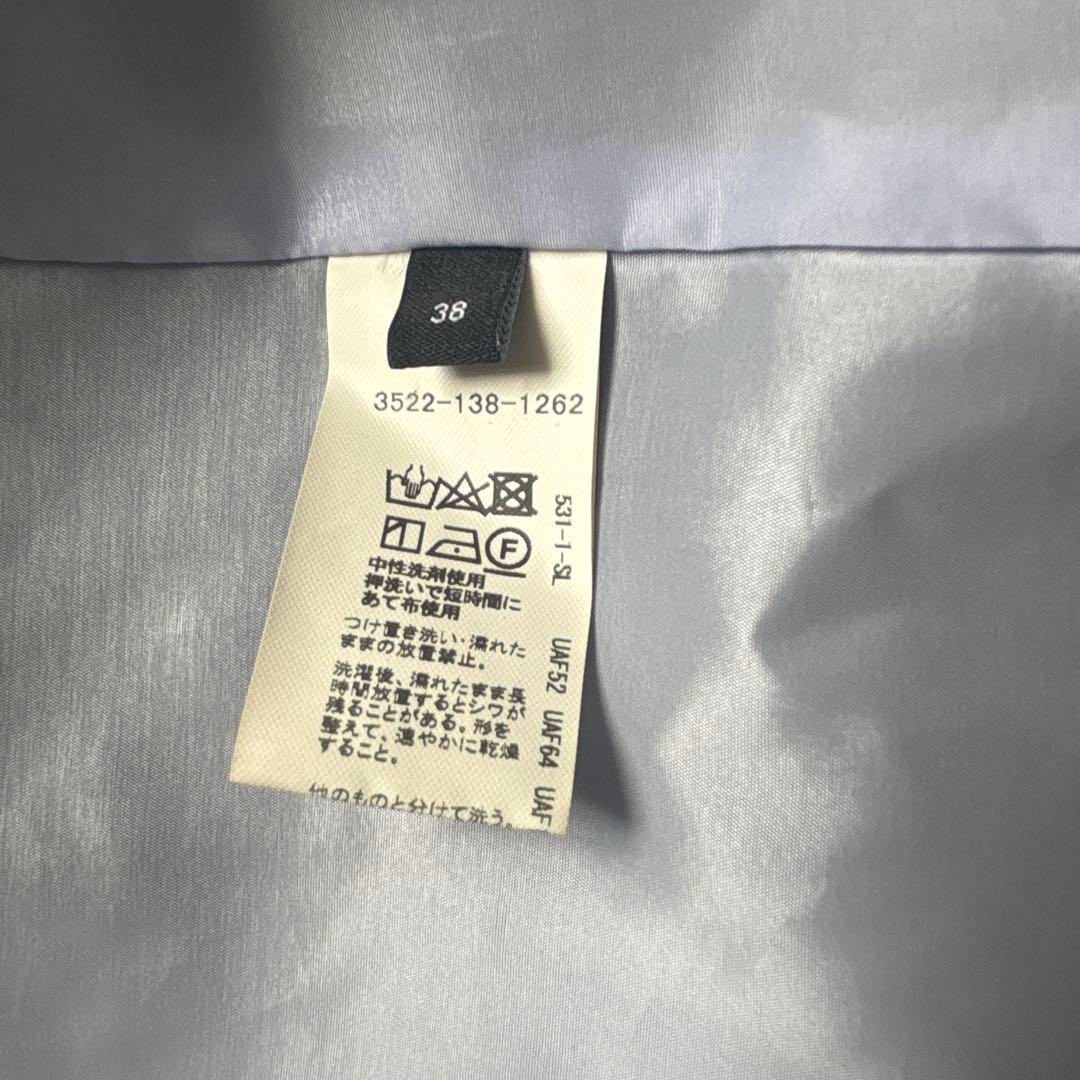 38
3522-138-1262
F
中性洗剤使用
押洗いで短時間に
あて布使用
つけ置き洗い・濡れた
ままの放置禁止。
洗濯後、濡れたまま長
時間放置するとシワが
残ることがある。形を
整えて、速やかに乾燥
すること。
他のものと分けて洗う。
531-1-SL UAF52 UAF64 UAF